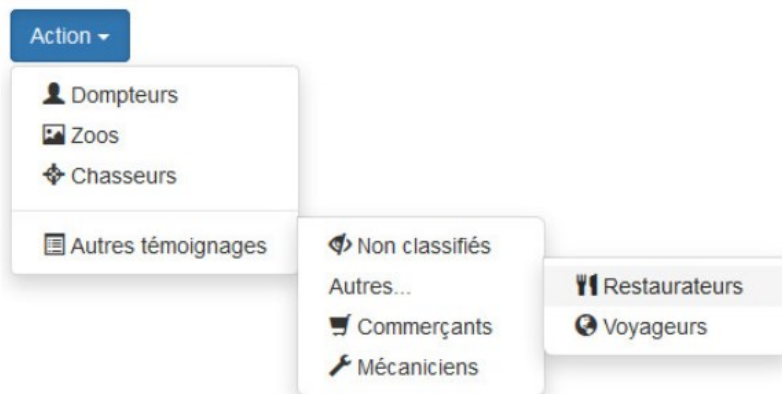 Action
Dompteurs
Zoos
Chasseurs
Autres témoignages
Non classifiés
Autres...
Commerçants
Mécaniciens
Restaurateurs
Voyageurs